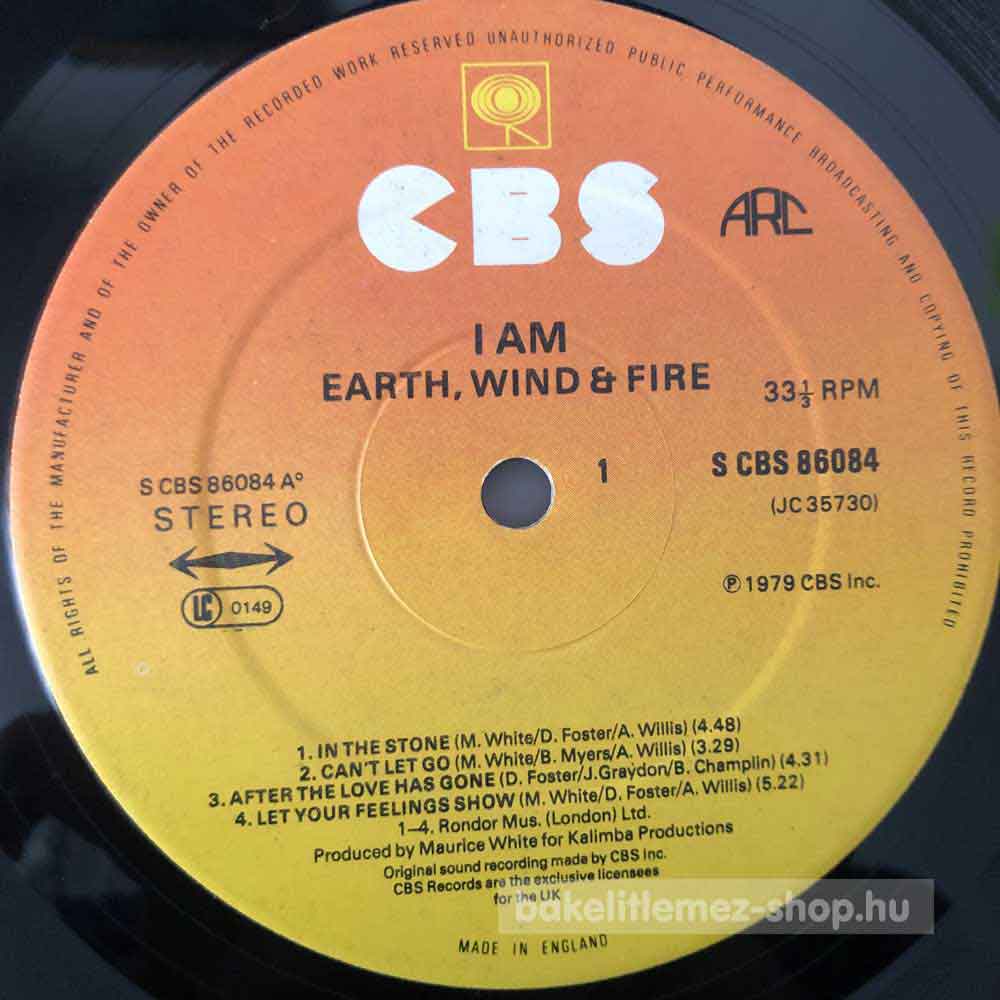 ALL RIGHTS OF THE MANUFACTURER AND OF THE OWNER OF THE RECORDED WORK RESERVED UNAUTHORIZED PUBLIC PERFORMANCE BROADCASTING AND COPYING OF THIS RECORD PROHIBITED
CBS
ARC
I AM
EARTH, WIND & FIRE
33⅓ RPM
1
S CBS 86084
(JC 35730)
S CBS 86084 A°
STEREO
LC 0149
℗ 1979 CBS Inc.
1. IN THE STONE (M. White/D. Foster/A. Willis) (4.48)
2. CAN'T LET GO (M. White/B. Myers/A. Willis) (3.29)
3. AFTER THE LOVE HAS GONE (D. Foster/J.Graydon/B. Champlin) (4.31)
4. LET YOUR FEELINGS SHOW (M. White/D. Foster/A. Willis) (5.22)
1–4. Rondor Mus. (London) Ltd.
Produced by Maurice White for Kalimba Productions
Original sound recording made by CBS Inc.
CBS Records are the exclusive licensees
for the UK
bakelitlemez-shop.hu
MADE IN ENGLAND